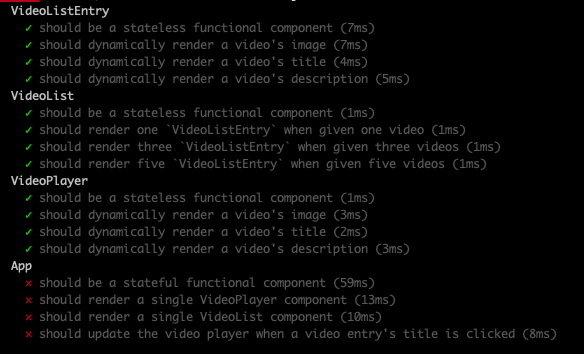 VideoListEntry
✓ should be a stateless functional component (7ms)
✓ should dynamically render a video's image (7ms)
✓ should dynamically render a video's title (4ms)
✓ should dynamically render a video's description (5ms)
VideoList
✓ should be a stateless functional component (1ms)
✓ should render one `VideoListEntry` when given one video (1ms)
✓ should render three `VideoListEntry` when given three videos (1ms)
✓ should render five `VideoListEntry` when given five videos (1ms)
VideoPlayer
✓ should be a stateless functional component (1ms)
✓ should dynamically render a video's image (3ms)
✓ should dynamically render a video's title (2ms)
✓ should dynamically render a video's description (3ms)
App
✗ should be a stateful functional component (59ms)
✗ should render a single VideoPlayer component (13ms)
✗ should render a single VideoList component (10ms)
✗ should update the video player when a video entry's title is clicked (8ms)